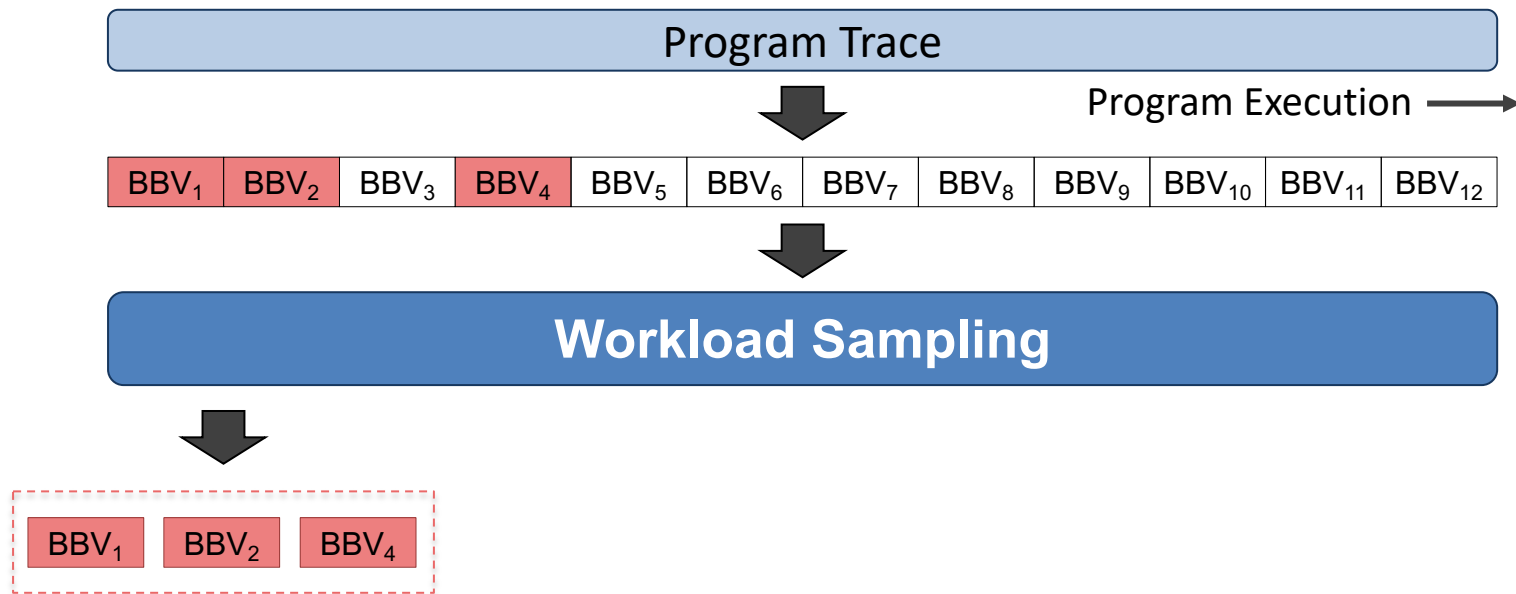 Program Trace
Program Execution
BBV₁ BBV₂ BBV₃ BBV₄ BBV₅ BBV₆ BBV₇ BBV₈ BBV₉ BBV₁₀ BBV₁₁ BBV₁₂
Workload Sampling
BBV₁ BBV₂ BBV₄